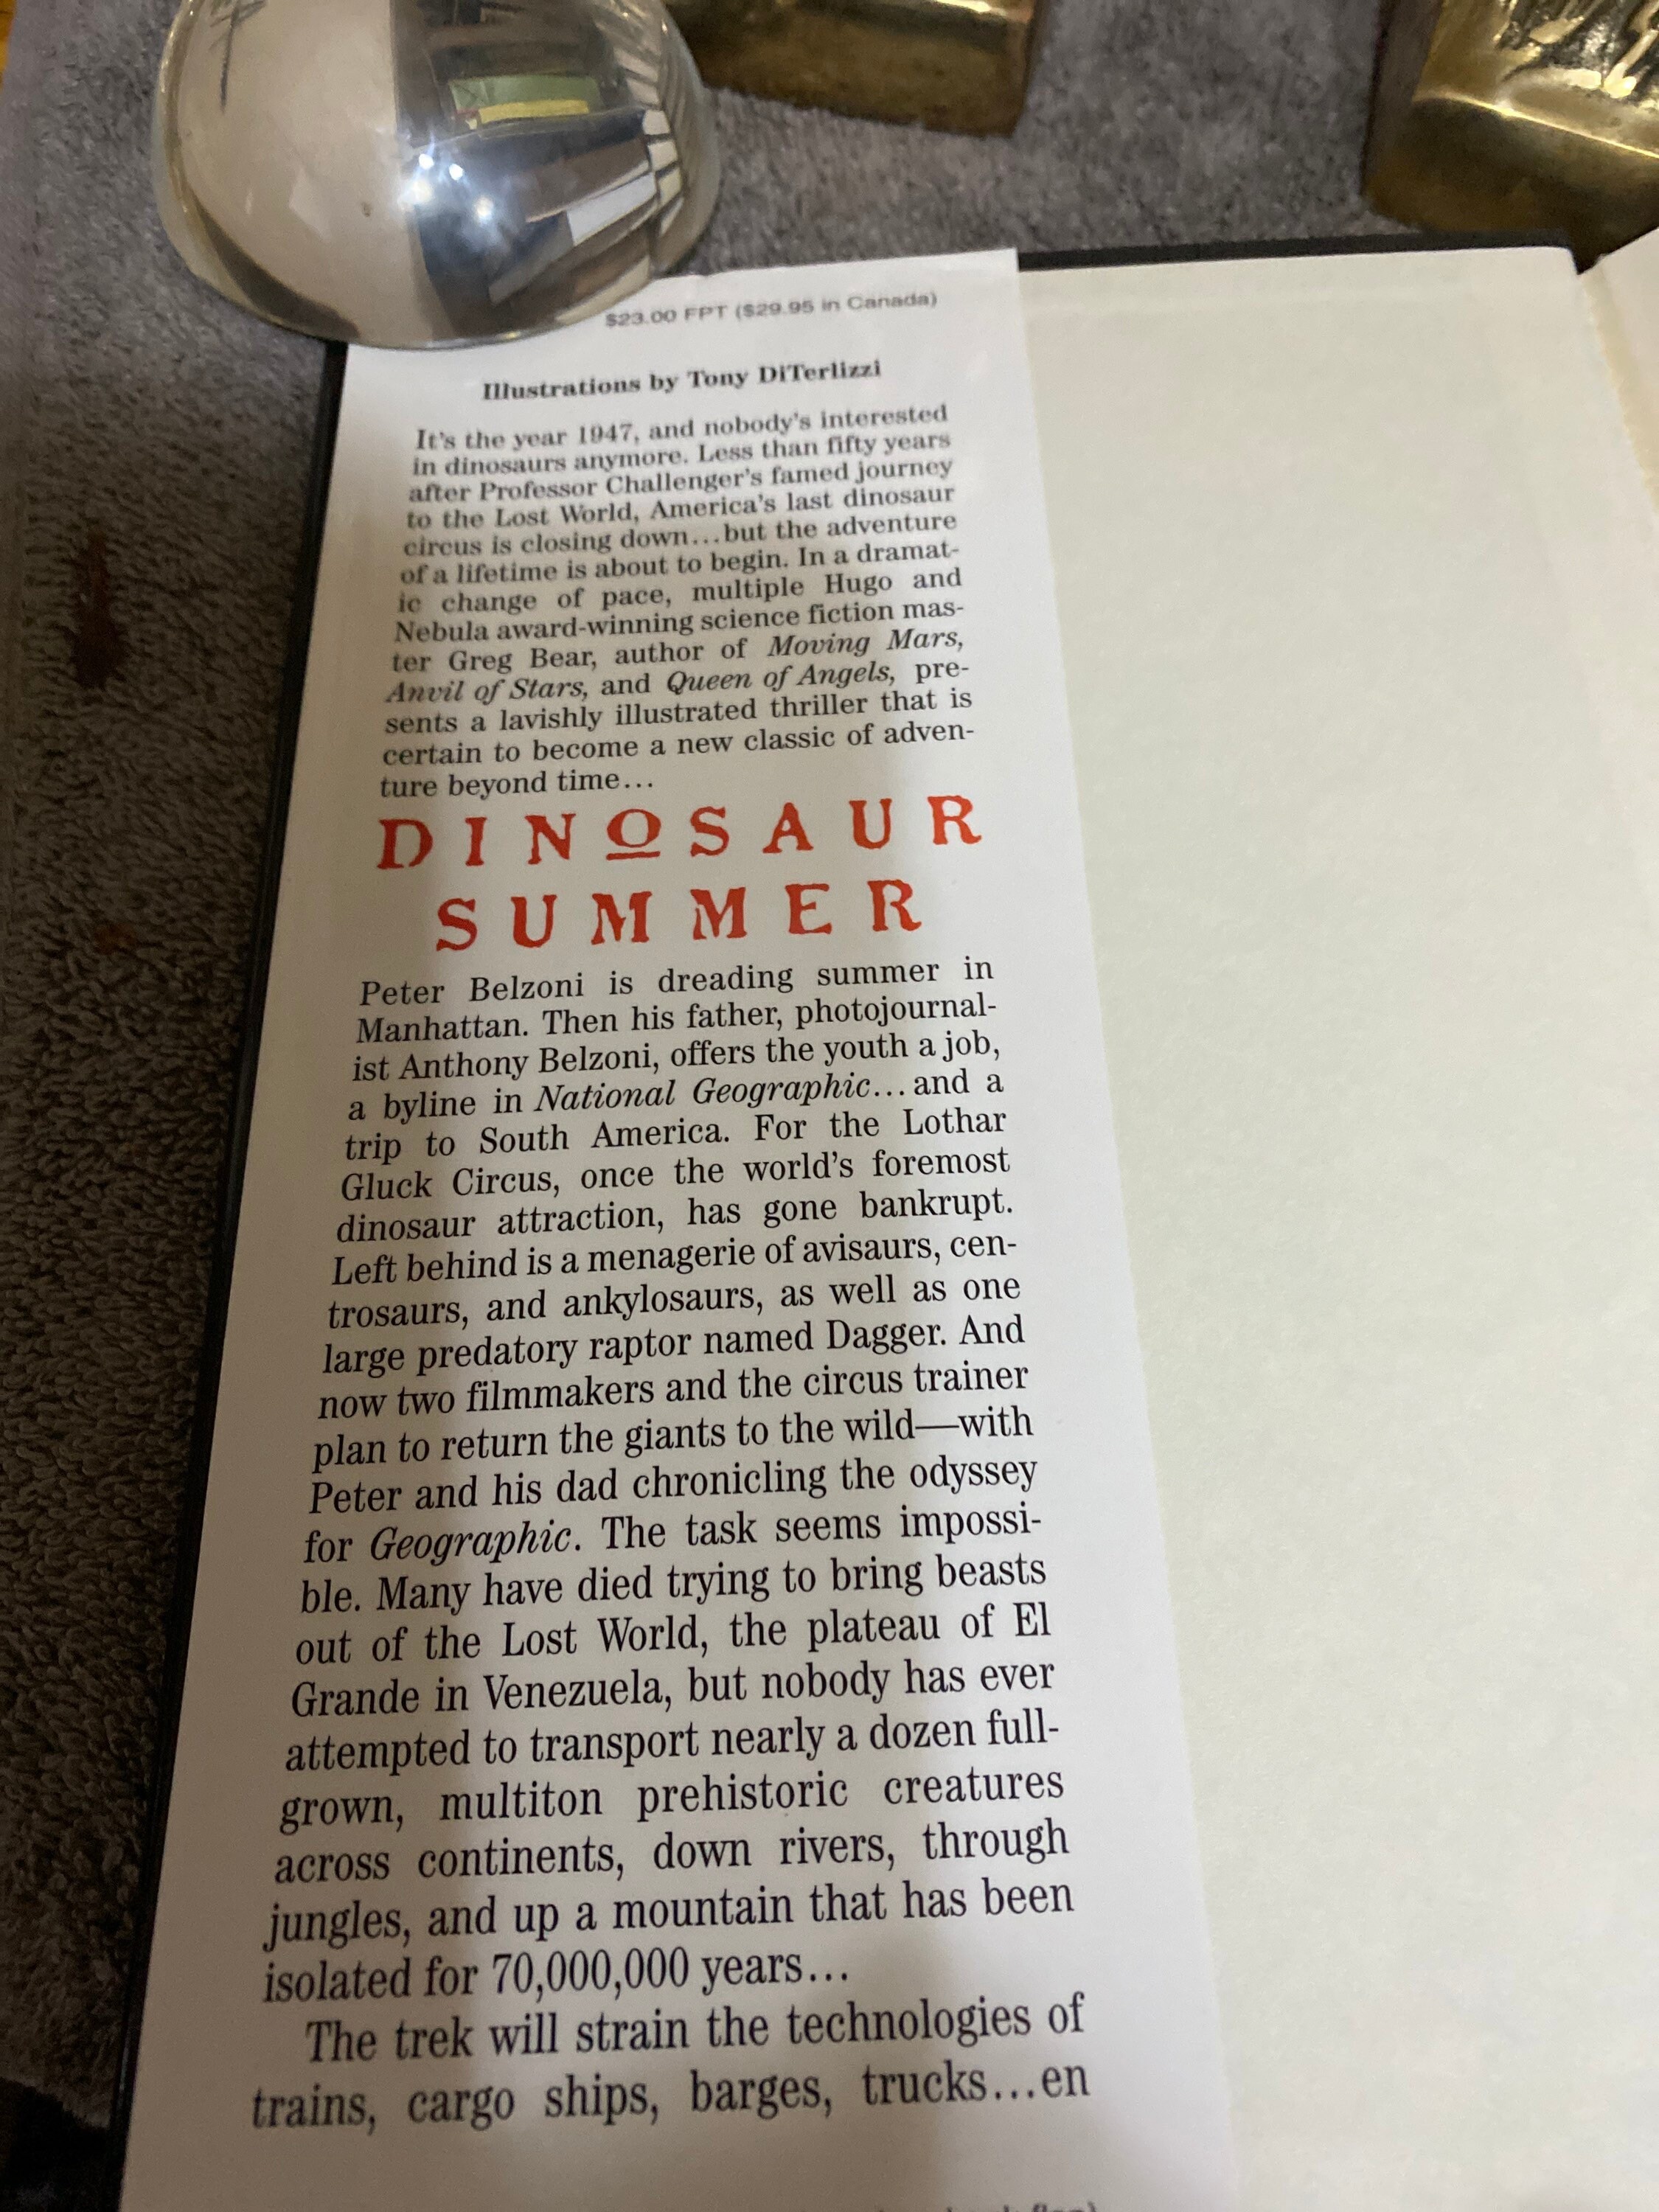 $23.00 FPT ($29.95 in Canada)
Illustrations by Tony DiTerlizzi
It's the year 1947, and nobody's interested
in dinosaurs anymore. Less than fifty years
after Professor Challenger's famed journey
to the Lost World, America's last dinosaur
circus is closing down...but the adventure
of a lifetime is about to begin. In a dramat-
ic change of pace, multiple Hugo and
Nebula award-winning science fiction mas-
ter Greg Bear, author of Moving Mars,
Anvil of Stars, and Queen of Angels, pre-
sents a lavishly illustrated thriller that is
certain to become a new classic of adven-
ture beyond time...
DINOSAUR
SUMMER
Peter Belzoni is dreading summer in
Manhattan. Then his father, photojournal-
ist Anthony Belzoni, offers the youth a job,
a byline in National Geographic...and a
trip to South America. For the Lothar
Gluck Circus, once the world's foremost
dinosaur attraction, has gone bankrupt.
Left behind is a menagerie of avisaurs, cen-
trosaurs, and ankylosaurs, as well as one
large predatory raptor named Dagger. And
now two filmmakers and the circus trainer
plan to return the giants to the wild—with
Peter and his dad chronicling the odyssey
for Geographic. The task seems impossi-
ble. Many have died trying to bring beasts
out of the Lost World, the plateau of El
Grande in Venezuela, but nobody has ever
attempted to transport nearly a dozen full-
grown, multiton prehistoric creatures
across continents, down rivers, through
jungles, and up a mountain that has been
isolated for 70,000,000 years...
The trek will strain the technologies of
trains, cargo ships, barges, trucks...en